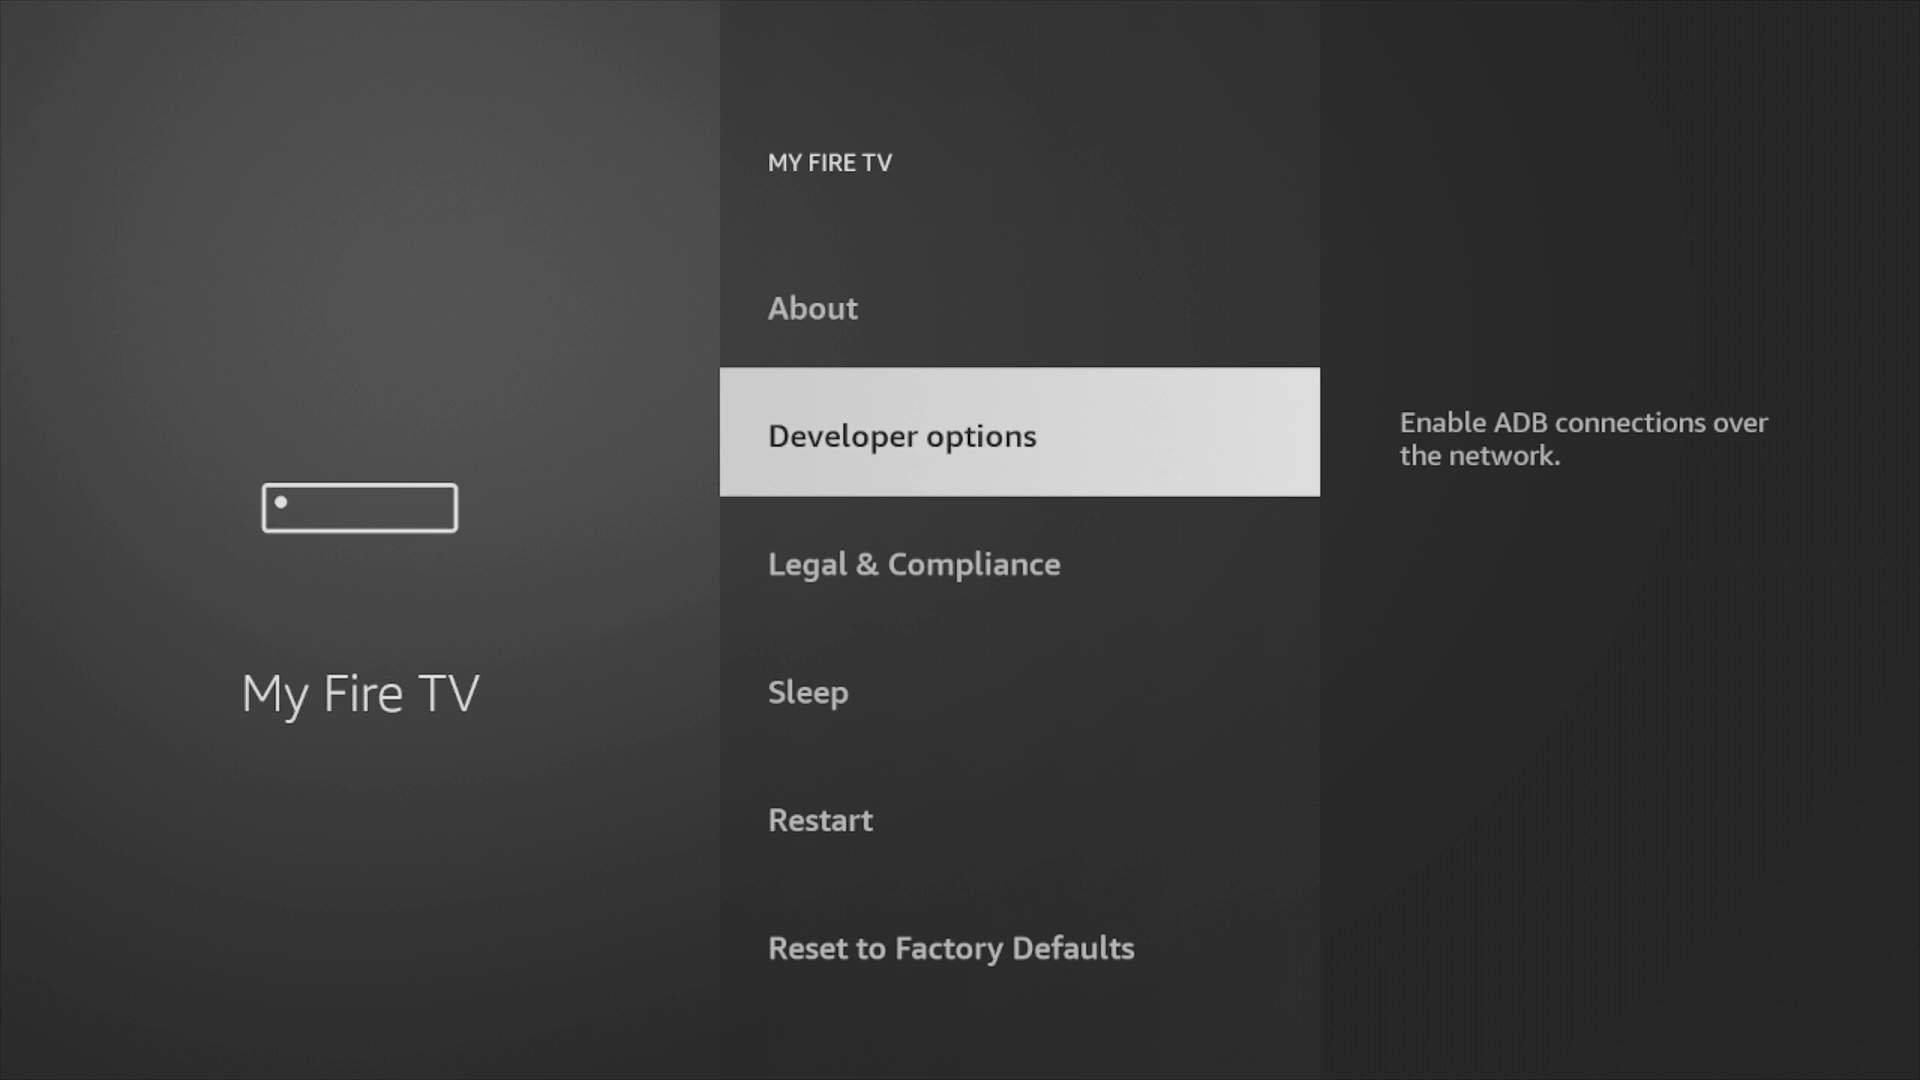 MY FIRE TV
About
Developer options
Enable ADB connections over
the network.
Legal & Compliance
Sleep
My Fire TV
Restart
Reset to Factory Defaults